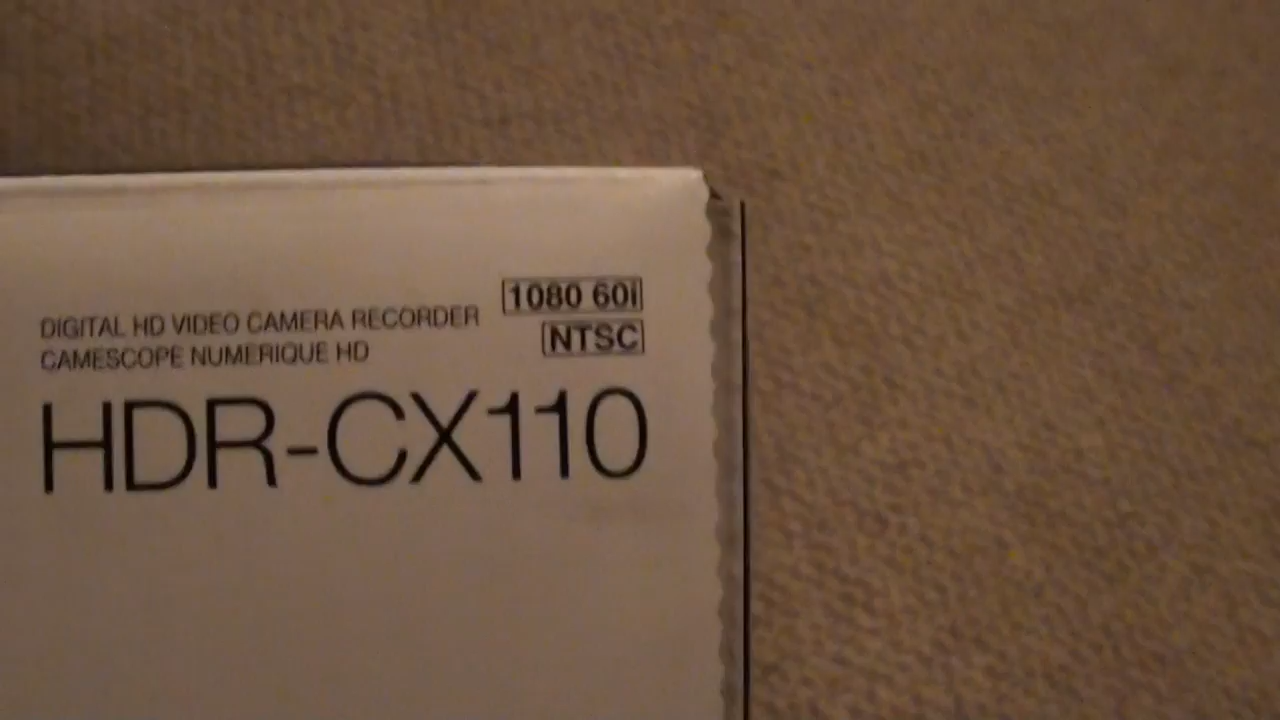 1080 60i
DIGITAL HD VIDEO CAMERA RECORDER
NTSC
CAMESCOPE NUMERIQUE HD
HDR-CX110